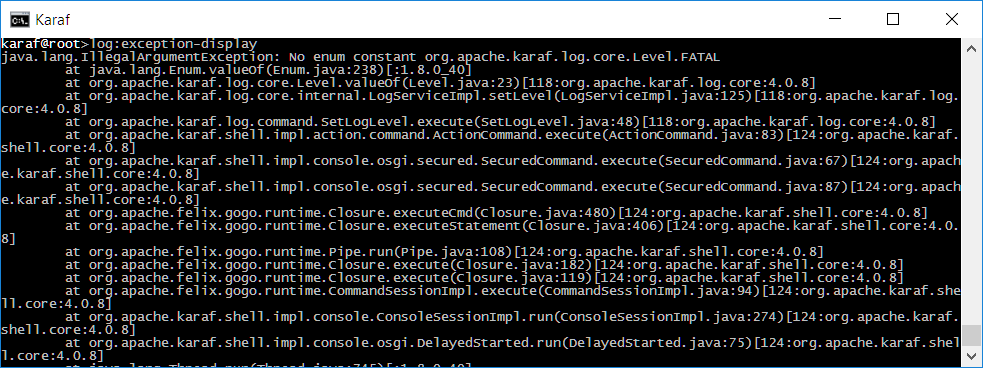 Karaf
karaf@root>log:exception-display
java.lang.IllegalArgumentException: No enum constant org.apache.karaf.log.core.Level.FATAL
at java.lang.Enum.valueOf(Enum.java:238)[:1.8.0_40]
at org.apache.karaf.log.core.Level.valueOf(Level.java:23)[118:org.apache.karaf.log.core:4.0.8]
at org.apache.karaf.log.core.internal.LogServiceImpl.setLevel(LogServiceImpl.java:125)[118:org.apache.karaf.log.
core:4.0.8]
at org.apache.karaf.log.command.SetLogLevel.execute(SetLogLevel.java:48)[118:org.apache.karaf.log.core:4.0.8]
at org.apache.karaf.shell.impl.action.command.ActionCommand.execute(ActionCommand.java:83)[124:org.apache.karaf.
shell.core:4.0.8]
at org.apache.karaf.shell.impl.console.osgi.secured.SecuredCommand.execute(SecuredCommand.java:67)[124:org.apach
e.karaf.shell.core:4.0.8]
at org.apache.karaf.shell.impl.console.osgi.secured.SecuredCommand.execute(SecuredCommand.java:87)[124:org.apach
e.karaf.shell.core:4.0.8]
at org.apache.felix.gogo.runtime.Closure.executeCmd(Closure.java:480)[124:org.apache.karaf.shell.core:4.0.8]
at org.apache.felix.gogo.runtime.Closure.executeStatement(Closure.java:406)[124:org.apache.karaf.shell.core:4.0.
8]
at org.apache.felix.gogo.runtime.Pipe.run(Pipe.java:108)[124:org.apache.karaf.shell.core:4.0.8]
at org.apache.felix.gogo.runtime.Closure.execute(Closure.java:182)[124:org.apache.karaf.shell.core:4.0.8]
at org.apache.felix.gogo.runtime.Closure.execute(Closure.java:119)[124:org.apache.karaf.shell.core:4.0.8]
at org.apache.felix.gogo.runtime.CommandSessionImpl.execute(CommandSessionImpl.java:94)[124:org.apache.karaf.she
ll.core:4.0.8]
at org.apache.karaf.shell.impl.console.ConsoleSessionImpl.run(ConsoleSessionImpl.java:274)[124:org.apache.karaf.
shell.core:4.0.8]
at org.apache.karaf.shell.impl.console.osgi.DelayedStarted.run(DelayedStarted.java:75)[124:org.apache.karaf.shel
l.core:4.0.8]
at java.lang.Thread.run(Thread.java:745)[:1.8.0_40]